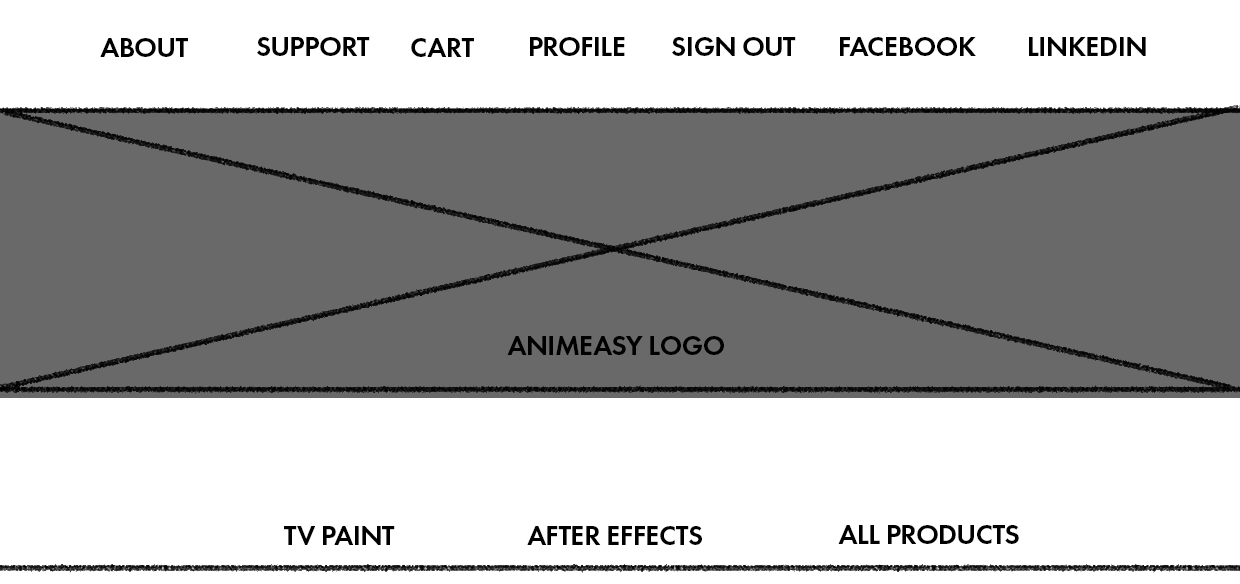 ABOUT SUPPORT CART PROFILE SIGN OUT FACEBOOK LINKEDIN
ANIMEASY LOGO
TV PAINT AFTER EFFECTS ALL PRODUCTS